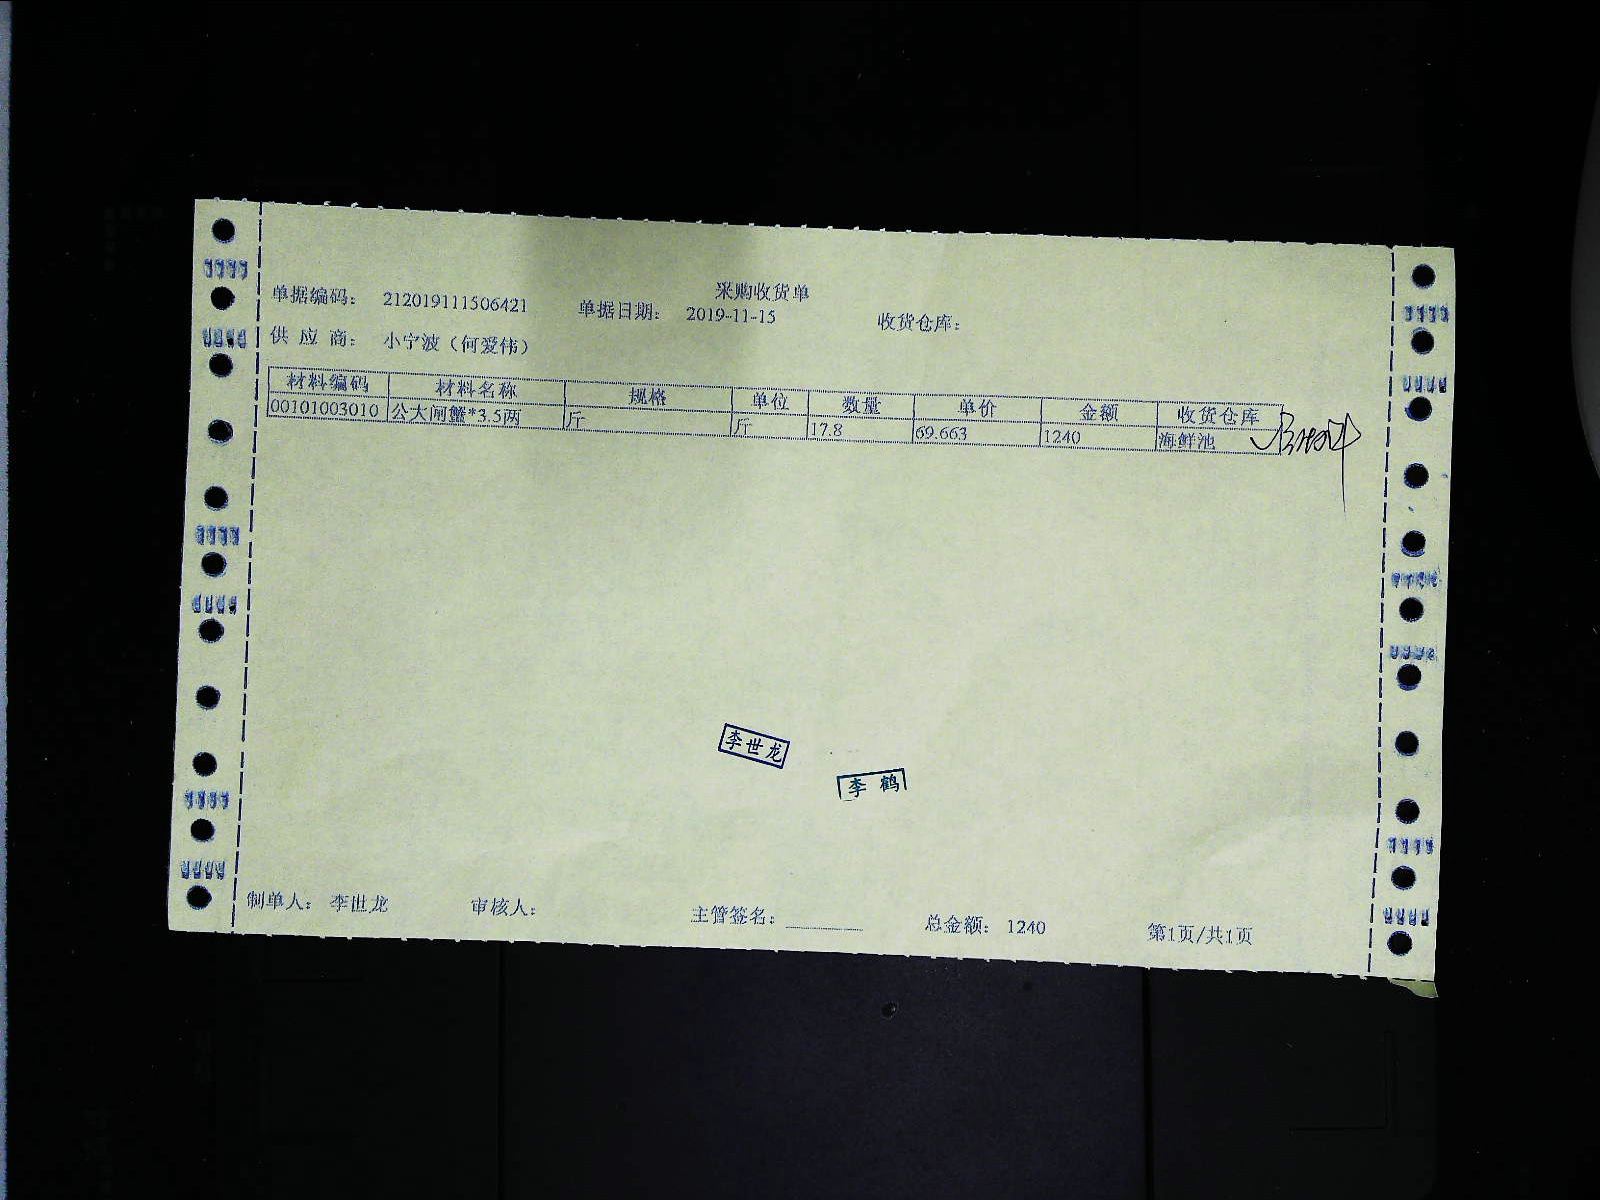 采购收货单
单据编码： 212019111506421 单据日期： 2019-11-15 收货仓库：
供 应 商： 小宁波（何爱伟）
材料编码 材料名称 规格 单位 数量 单价 金额 收货仓库
00101003010 公大闸蟹*3.5两 斤 斤 17.8 69.663 1240 海鲜池
李世龙
李 鹤
制单人： 李世龙 审核人： 主管签名：________ 总金额： 1240 第1页/共1页